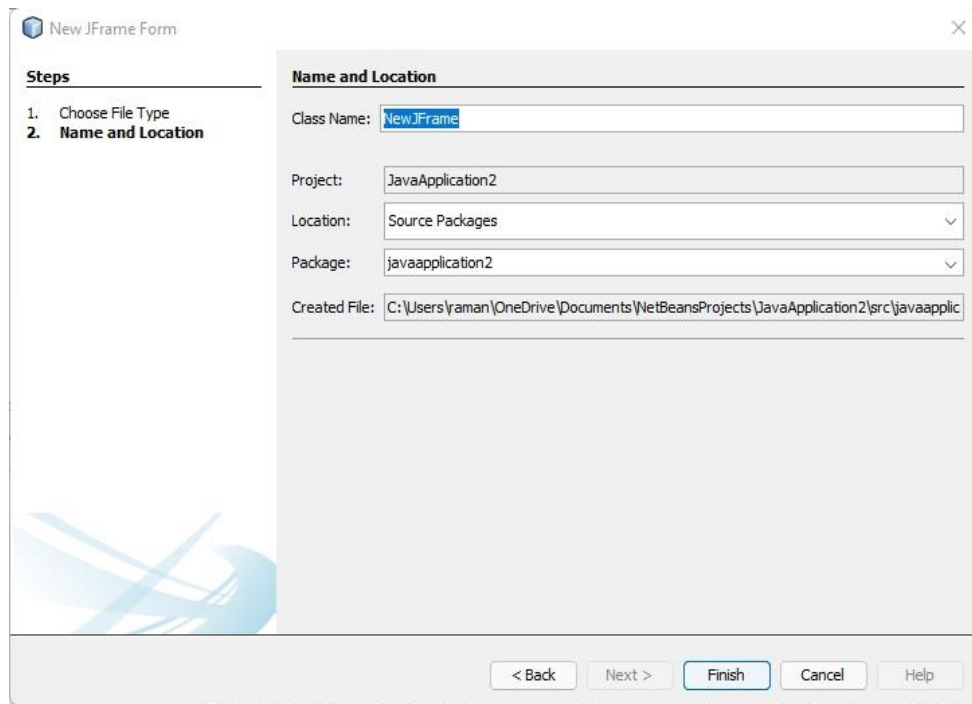 New JFrame Form
Steps
1. Choose File Type
2. Name and Location
Name and Location
Class Name: NewJFrame
Project: JavaApplication2
Location: Source Packages
Package: javaapplication2
Created File: C:\Users\raman\OneDrive\Documents\NetBeansProjects\JavaApplication2\src\javaapplic
< Back Next > Finish Cancel Help